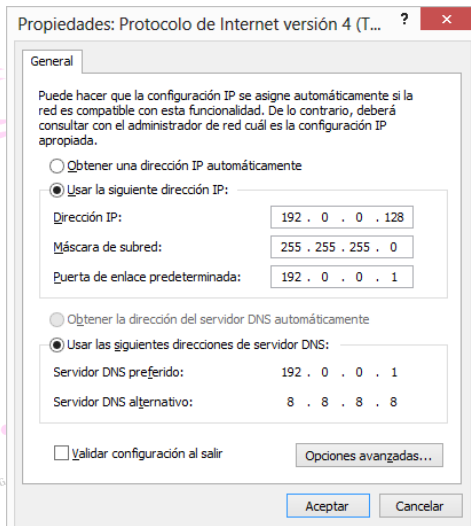 Propiedades: Protocolo de Internet versión 4 (T... ? ×
General
Puede hacer que la configuración IP se asigne automáticamente si la
red es compatible con esta funcionalidad. De lo contrario, deberá
consultar con el administrador de red cuál es la configuración IP
apropiada.
Obtener una dirección IP automáticamente
Usar la siguiente dirección IP:
Dirección IP: 192 . 0 . 0 . 128
Máscara de subred: 255 . 255 . 255 . 0
Puerta de enlace predeterminada: 192 . 0 . 0 . 1
Obtener la dirección del servidor DNS automáticamente
Usar las siguientes direcciones de servidor DNS:
Servidor DNS preferido: 192 . 0 . 0 . 1
Servidor DNS alternativo: 8 . 8 . 8 . 8
Validar configuración al salir Opciones avanzadas...
Aceptar Cancelar